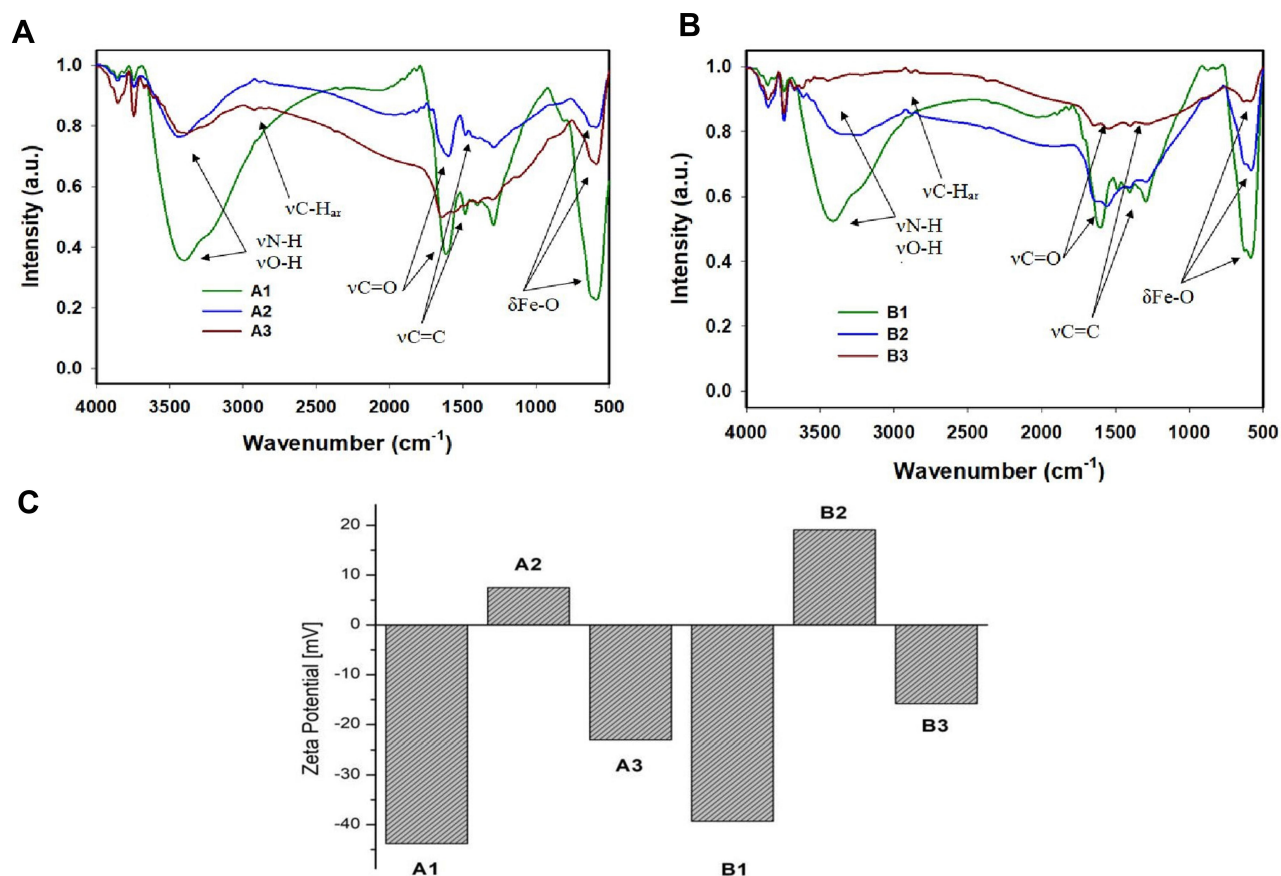 A
Intensity (a.u.)
1.0
0.8
0.6
0.4
0.2
0.0
νC-Har
νN-H
νO-H
νC=O
νC=C
δFe-O
A1
A2
A3
4000 3500 3000 2500 2000 1500 1000 500
Wavenumber (cm-1)
B
Intensity (a.u.)
1.0
0.8
0.6
0.4
0.2
0.0
νC-Har
νN-H
νO-H
νC=O
νC=C
δFe-O
B1
B2
B3
4000 3500 3000 2500 2000 1500 1000 500
Wavenumber (cm-1)
C
Zeta Potential [mV]
20
10
0
-10
-20
-30
-40
A1
A2
A3
B1
B2
B3